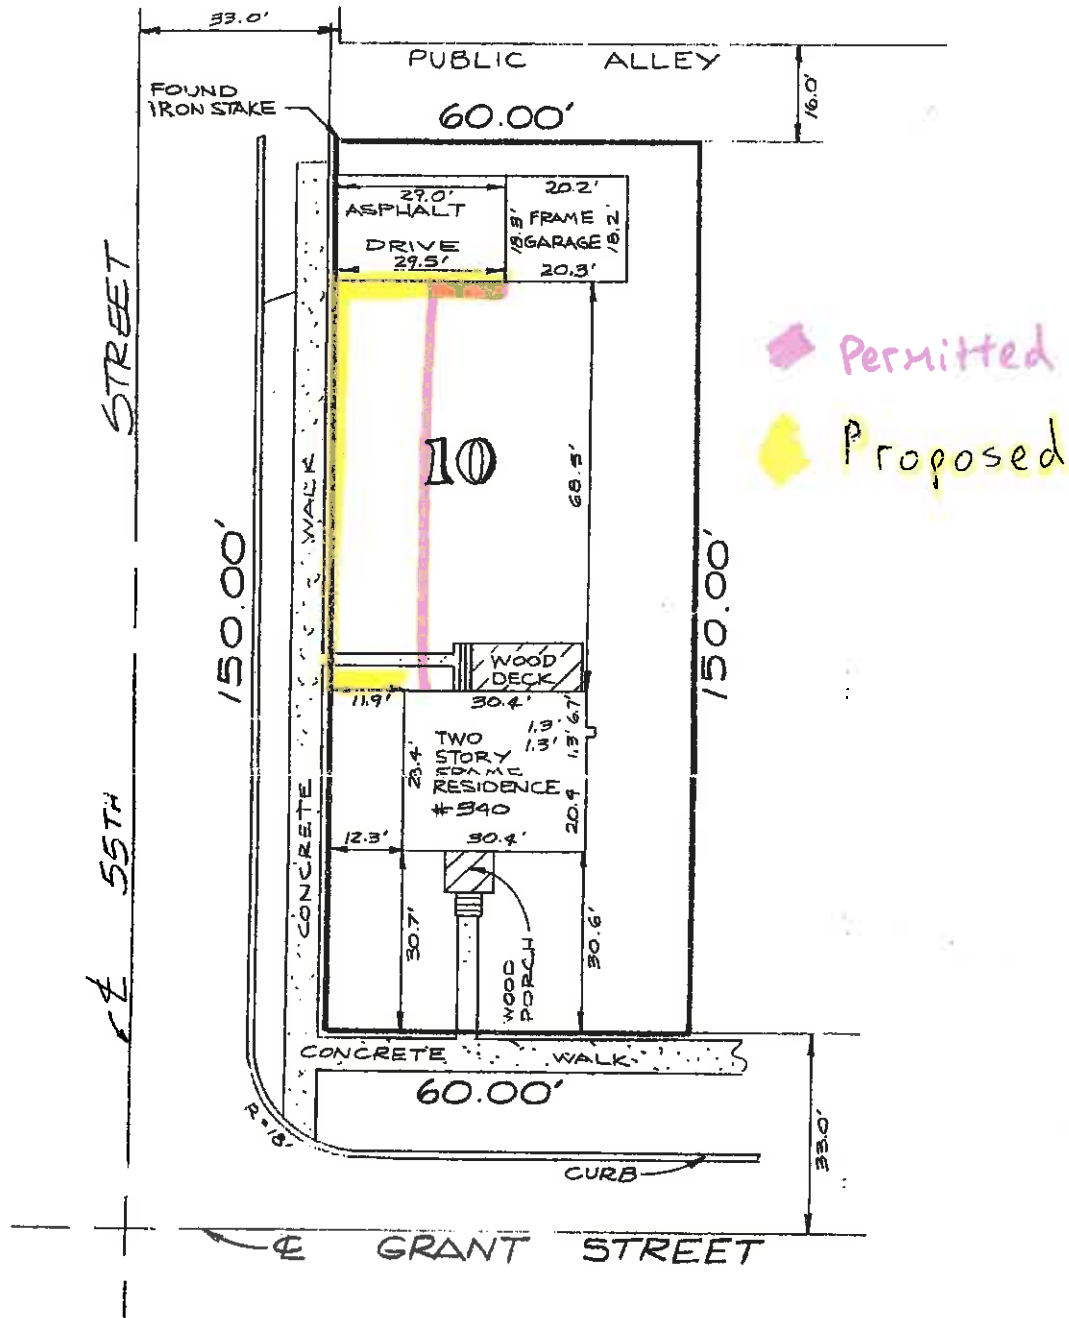 33.0'
PUBLIC ALLEY
16.0'
FOUND
IRON STAKE
60.00'
29.0'
ASPHALT
DRIVE
29.5'
20.2'
18.3'
FRAME
GARAGE
18.2'
20.3'
STREET
Permitted
Proposed
10
68.5'
WALK
150.00'
150.00'
WOOD
DECK
11.9'
30.4'
1.3'
1.3'
1.3'
6.7'
TWO
STORY
FRAME
RESIDENCE
#540
23.4'
20.4
12.3'
30.4'
CONCRETE
55TH
℄
30.7'
WOOD
PORCH
30.6'
CONCRETE WALK
60.00'
R=18'
33.0'
CURB
℄ GRANT STREET